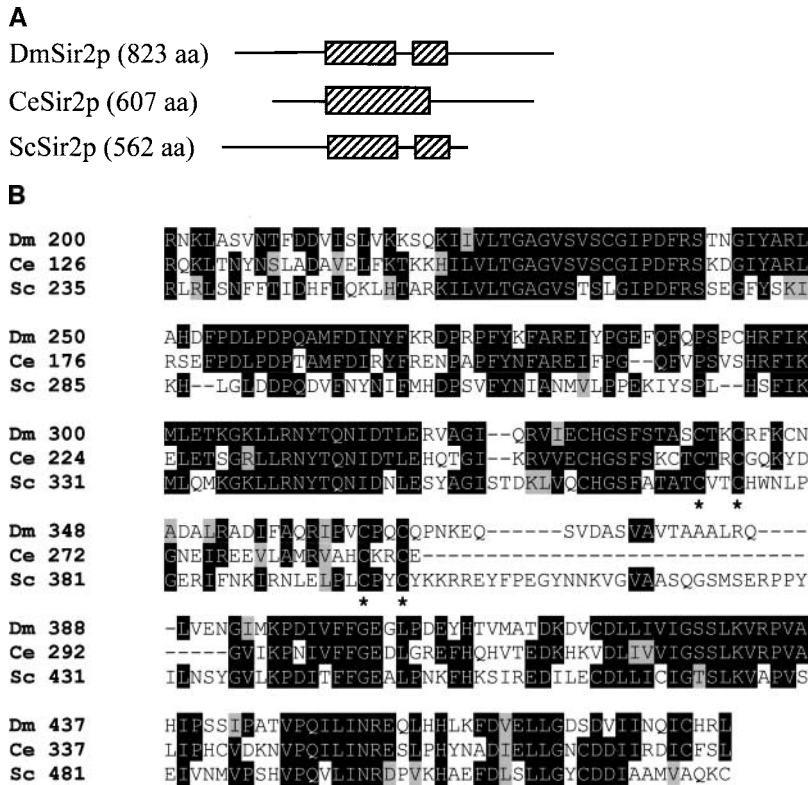 A
DmSir2p (823 aa)
CeSir2p (607 aa)
ScSir2p (562 aa)
B
Dm 200 RNKLASVNTFDDVISLVKKSQKIIVLTGAGVSVSCGIPDFRSTNGIYARL
Ce 126 RQKLTNYNSLADAVELFKTKKHILVLTGAGVSVSCGIPDFRSKDGIYARL
Sc 235 RLRLSNFFTIDHFIQKLHTARKILVLTGAGVSTSLGIPDFRSSEGFYSKI
Dm 250 AHDFPDLPDPQAMFDINYFKRDPRPFYKFAREIYPGEFQFQPSPCHRFIK
Ce 176 RSEFPDLPDPTAMFDIRYFRENPAPFYNFAREIFPG--QFVPSVSHRFIK
Sc 285 KH--LGLDDPQDVFNYNIFMHDPSVFYNIANMVLPPEKIYSPL--HSFIK
Dm 300 MLETKGKLLRNYTQNIDTLERVAGI--QRVIECHGSFSTASCTKCRFKCN
Ce 224 ELETSGRLLRNYTQNIDTLEHQTGI--KRVVECHGSFSKCTCTRCGQKYD
Sc 331 MLQMKGKLLRNYTQNIDNLESYAGISTDKLVQCHGSFATATCVTCHWNLP
* *
Dm 348 ADALRADIFAQRIPVCPQCQPNKEQ------SVDASVAVTAAALRQ----
Ce 272 GNEIREEVLAMRVAHCKRCE------------------------------
Sc 381 GERIFNKIRNLELPLCPYCYKKRREYFPEGYNNKVGVAASQGSMSERPPY
* *
Dm 388 -LVENGIMKPDIVFFGEGLPDEYHTVMATDKDVCDLLIVIGSSLKVRPVA
Ce 292 -----GVIKPNIVFFGEDLGREFHQHVTEDKHKVDLIVVIGSSLKVRPVA
Sc 431 ILNSYGVLKPDITFFGEALPNKFHKSIREDILECDLLICIGTSLKVAPVS
Dm 437 HIPSSIPATVPQILINREQLHHLKFDVELLGDSDVIINQICHRL
Ce 337 LIPHCVDKNVPQILINRESLPHYNADIELLGNCDDIIRDICFSL
Sc 481 EIVNMVPSHVPQVLINRDPVKHAEFDLSLLGYCDDIAAMVAQKC